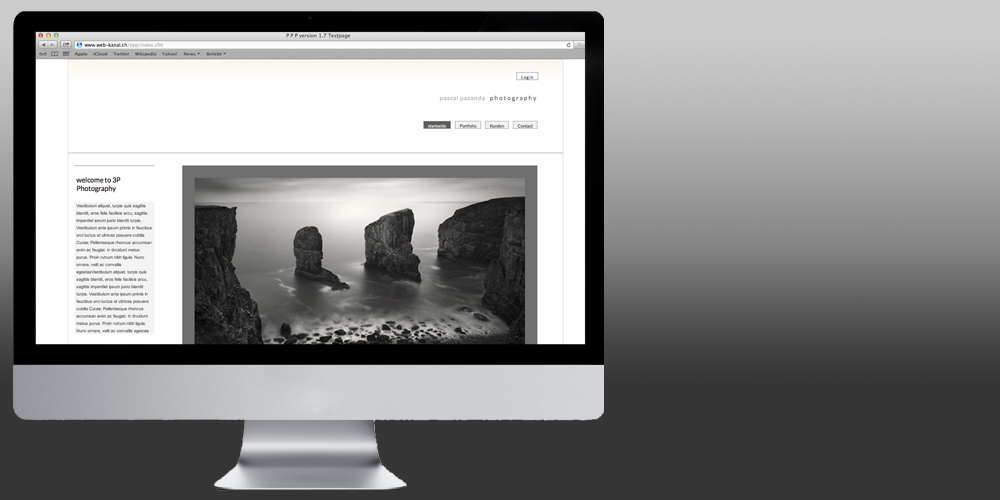 P P P version 1.7 Testpage
www.web-kanal.ch/ppp/index.cfm
Apple iCloud Twitter Wikipedia Yahoo! News Beliebt
Login
pascal pazanda photography
startseite Portfolio Kunden Contact
welcome to 3P
Photography
Vestibulum aliquet, turpis quis sagittis
blandit, eros felis facilisis arcu, sagittis
imperdiet ipsum justo blandit turpis.
Vestibulum ante ipsum primis in faucibus
orci luctus et ultrices posuere cubilia
Curae; Pellentesque rhoncus accumsan
enim ac feugiat. In tincidunt metus
purus. Proin rutrum nibh ligula. Nunc
ornare, velit ac convallis
egestasVestibulum aliquet, turpis quis
sagittis blandit, eros felis facilisis arcu,
sagittis imperdiet ipsum justo blandit
turpis. Vestibulum ante ipsum primis in
faucibus orci luctus et ultrices posuere
cubilia Curae; Pellentesque rhoncus
accumsan enim ac feugiat. In tincidunt
metus purus. Proin rutrum nibh ligula.
Nunc ornare, velit ac convallis egestas